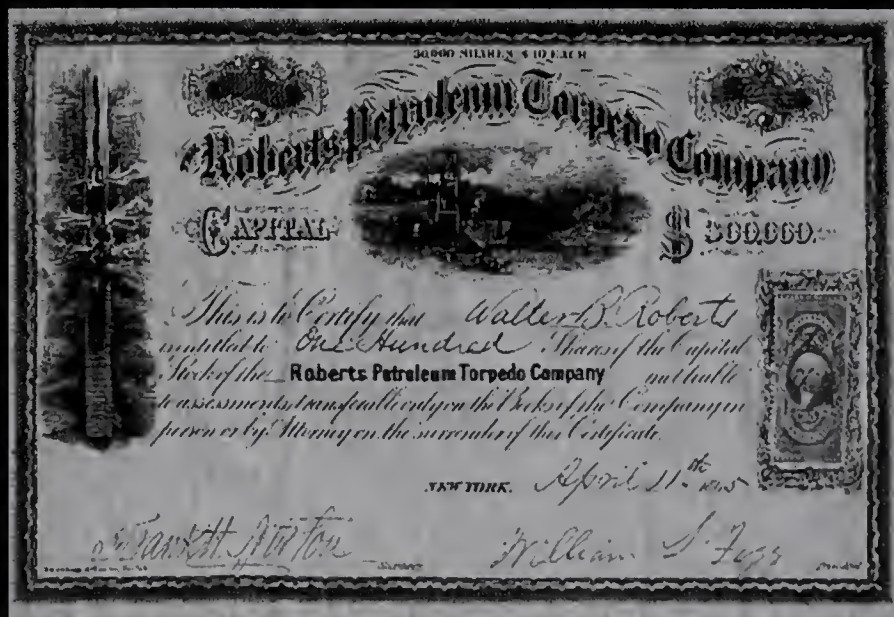 30,000 SHARES $10 EACH
Roberts Petroleum Torpedo Company
CAPITAL $300,000.
This is to Certify that Walter B. Roberts
is entitled to One Hundred Shares of the Capital
Stock of the Roberts Petroleum Torpedo Company not liable
to assessments, transferable only on the Books of the Company in
person or by Attorney on the surrender of this Certificate.
NEW YORK. April 11th 1865
William S. Fogg